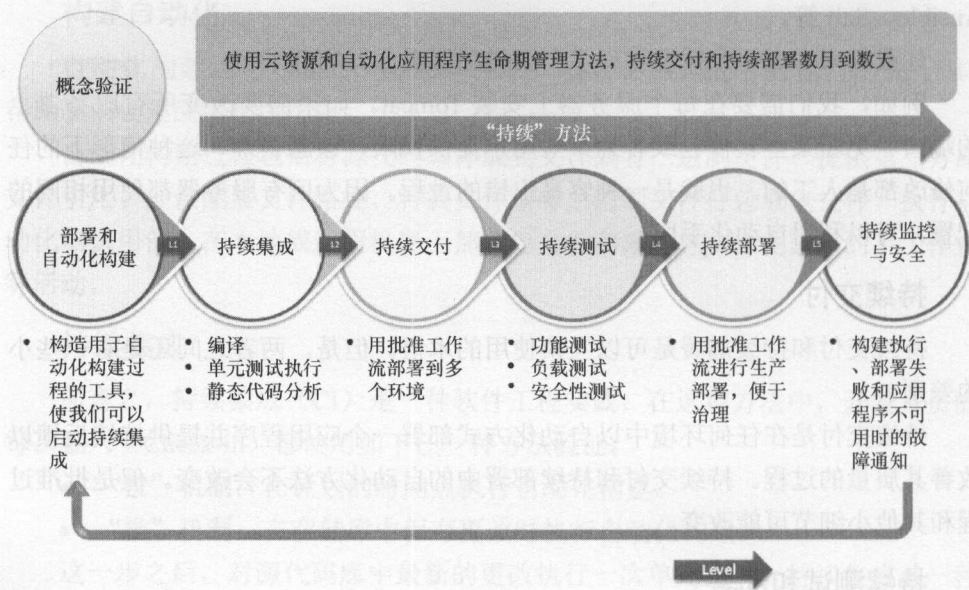 概念验证
使用云资源和自动化应用程序生命期管理方法，持续交付和持续部署数月到数天
“持续”方法
部署和
自动化构建
L1
持续集成
L2
持续交付
L3
持续测试
L4
持续部署
L5
持续监控
与安全
• 构造用于自
动化构建过
程的工具，
使我们可以
启动持续集
成
• 编译
• 单元测试执行
• 静态代码分析
• 用批准工作
流部署到多
个环境
• 功能测试
• 负载测试
• 安全性测试
• 用批准工作
流进行生产
部署，便于
治理
• 构建执行
、部署失
败和应用
程序不可
用时的故
障通知
Level